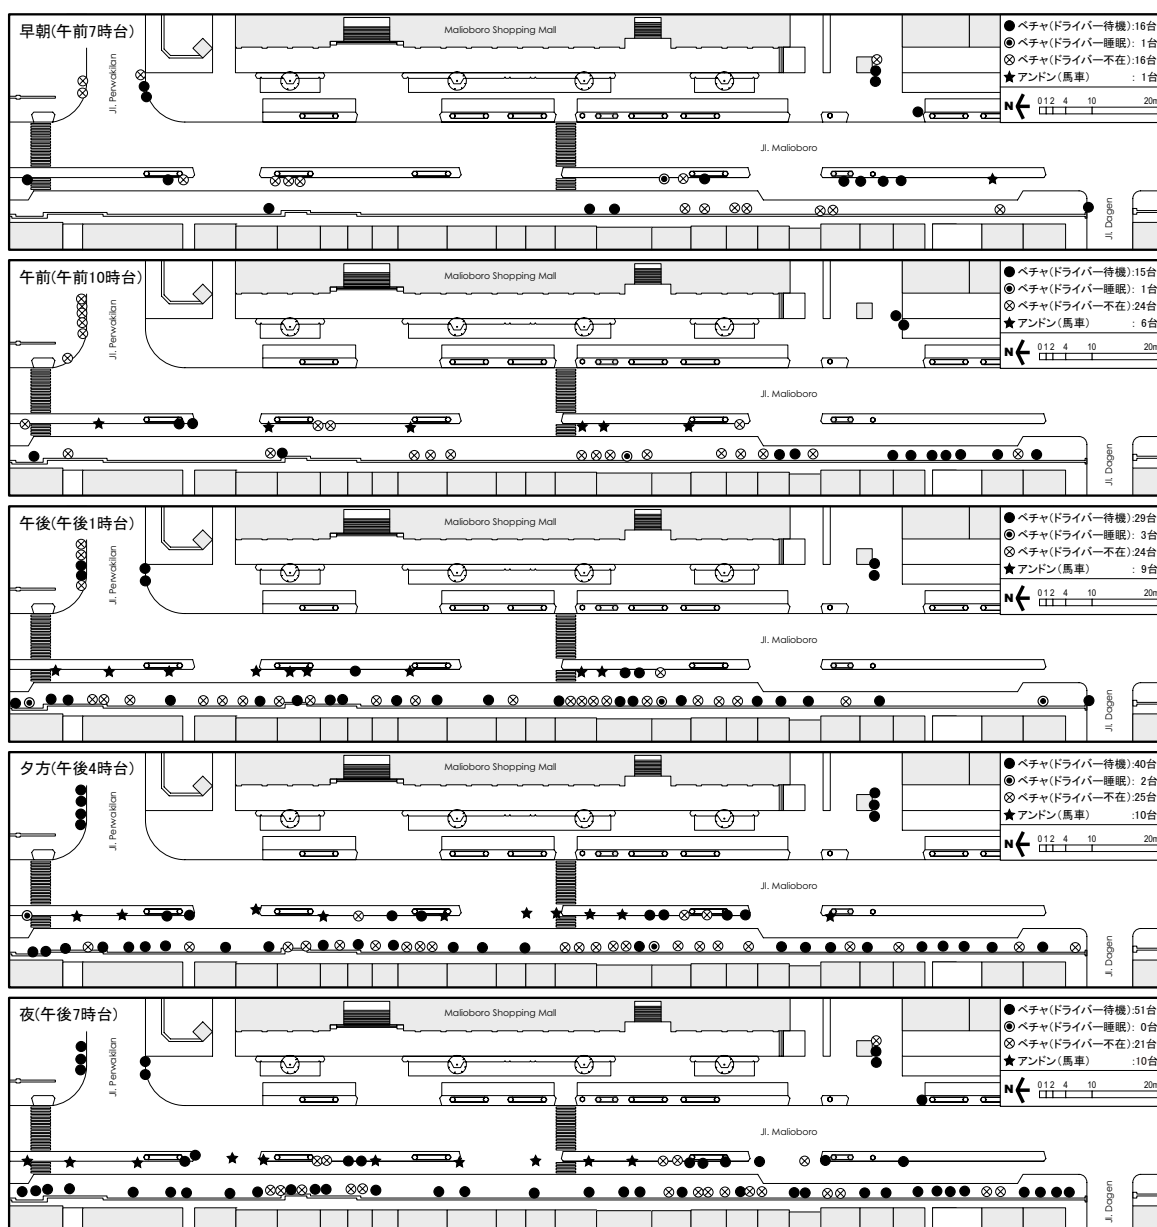 早朝(午前7時台)
Malioboro Shopping Mall
Jl. Perwakilan
●ベチャ(ドライバー待機):16台
◉ベチャ(ドライバー睡眠): 1台
⊗ベチャ(ドライバー不在):16台
★アンドン(馬車) : 1台
N 0 1 2 4 10 20m
Jl. Malioboro
Jl. Dagen
午前(午前10時台)
Malioboro Shopping Mall
Jl. Perwakilan
●ベチャ(ドライバー待機):15台
◉ベチャ(ドライバー睡眠): 1台
⊗ベチャ(ドライバー不在):24台
★アンドン(馬車) : 6台
N 0 1 2 4 10 20m
Jl. Malioboro
Jl. Dagen
午後(午後1時台)
Malioboro Shopping Mall
Jl. Perwakilan
●ベチャ(ドライバー待機):29台
◉ベチャ(ドライバー睡眠): 3台
⊗ベチャ(ドライバー不在):24台
★アンドン(馬車) : 9台
N 0 1 2 4 10 20m
Jl. Malioboro
Jl. Dagen
夕方(午後4時台)
Malioboro Shopping Mall
Jl. Perwakilan
●ベチャ(ドライバー待機):40台
◉ベチャ(ドライバー睡眠): 2台
⊗ベチャ(ドライバー不在):25台
★アンドン(馬車) :10台
N 0 1 2 4 10 20m
Jl. Malioboro
Jl. Dagen
夜(午後7時台)
Malioboro Shopping Mall
Jl. Perwakilan
●ベチャ(ドライバー待機):51台
◉ベチャ(ドライバー睡眠): 0台
⊗ベチャ(ドライバー不在):21台
★アンドン(馬車) :10台
N 0 1 2 4 10 20m
Jl. Malioboro
Jl. Dagen